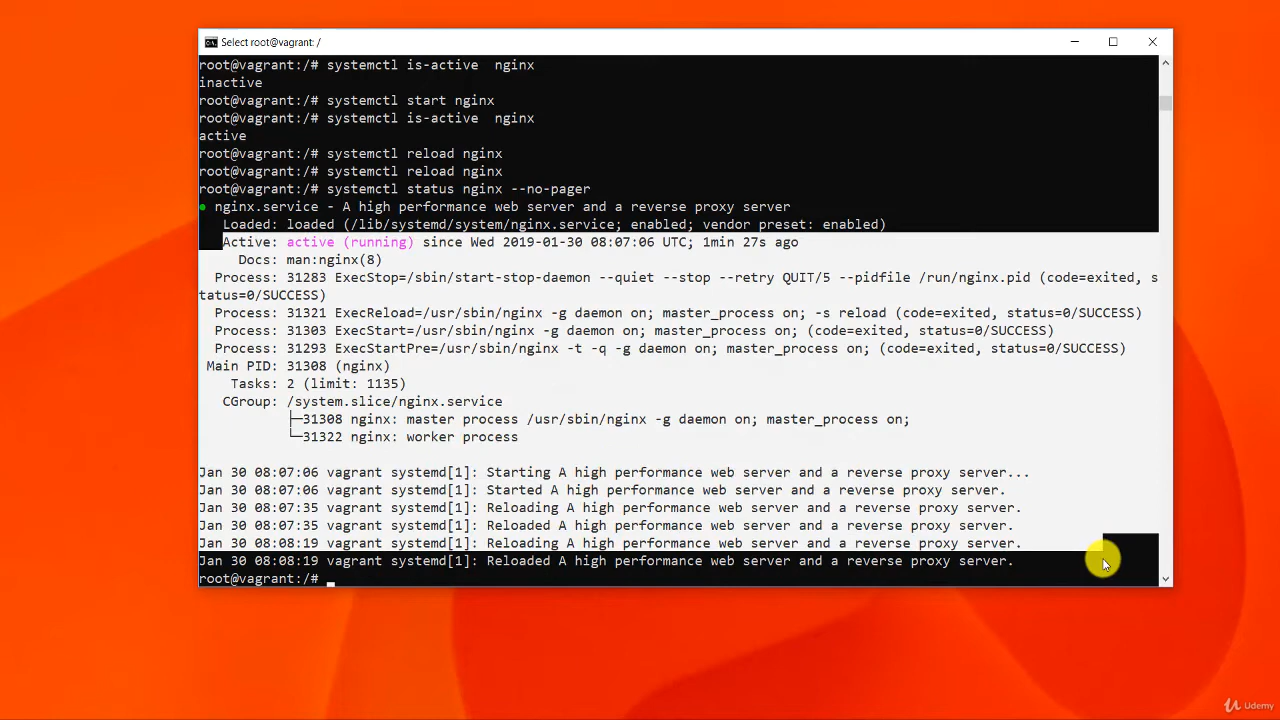 Select root@vagrant: /
root@vagrant:/# systemctl is-active  nginx
inactive
root@vagrant:/# systemctl start nginx
root@vagrant:/# systemctl is-active  nginx
active
root@vagrant:/# systemctl reload nginx
root@vagrant:/# systemctl reload nginx
root@vagrant:/# systemctl status nginx --no-pager
● nginx.service - A high performance web server and a reverse proxy server
   Loaded: loaded (/lib/systemd/system/nginx.service; enabled; vendor preset: enabled)
   Active: active (running) since Wed 2019-01-30 08:07:06 UTC; 1min 27s ago
     Docs: man:nginx(8)
  Process: 31283 ExecStop=/sbin/start-stop-daemon --quiet --stop --retry QUIT/5 --pidfile /run/nginx.pid (code=exited, s
tatus=0/SUCCESS)
  Process: 31321 ExecReload=/usr/sbin/nginx -g daemon on; master_process on; -s reload (code=exited, status=0/SUCCESS)
  Process: 31303 ExecStart=/usr/sbin/nginx -g daemon on; master_process on; (code=exited, status=0/SUCCESS)
  Process: 31293 ExecStartPre=/usr/sbin/nginx -t -q -g daemon on; master_process on; (code=exited, status=0/SUCCESS)
 Main PID: 31308 (nginx)
    Tasks: 2 (limit: 1135)
   CGroup: /system.slice/nginx.service
           ├─31308 nginx: master process /usr/sbin/nginx -g daemon on; master_process on;
           └─31322 nginx: worker process
Jan 30 08:07:06 vagrant systemd[1]: Starting A high performance web server and a reverse proxy server...
Jan 30 08:07:06 vagrant systemd[1]: Started A high performance web server and a reverse proxy server.
Jan 30 08:07:35 vagrant systemd[1]: Reloading A high performance web server and a reverse proxy server.
Jan 30 08:07:35 vagrant systemd[1]: Reloaded A high performance web server and a reverse proxy server.
Jan 30 08:08:19 vagrant systemd[1]: Reloading A high performance web server and a reverse proxy server.
Jan 30 08:08:19 vagrant systemd[1]: Reloaded A high performance web server and a reverse proxy server.
root@vagrant:/#
Udemy